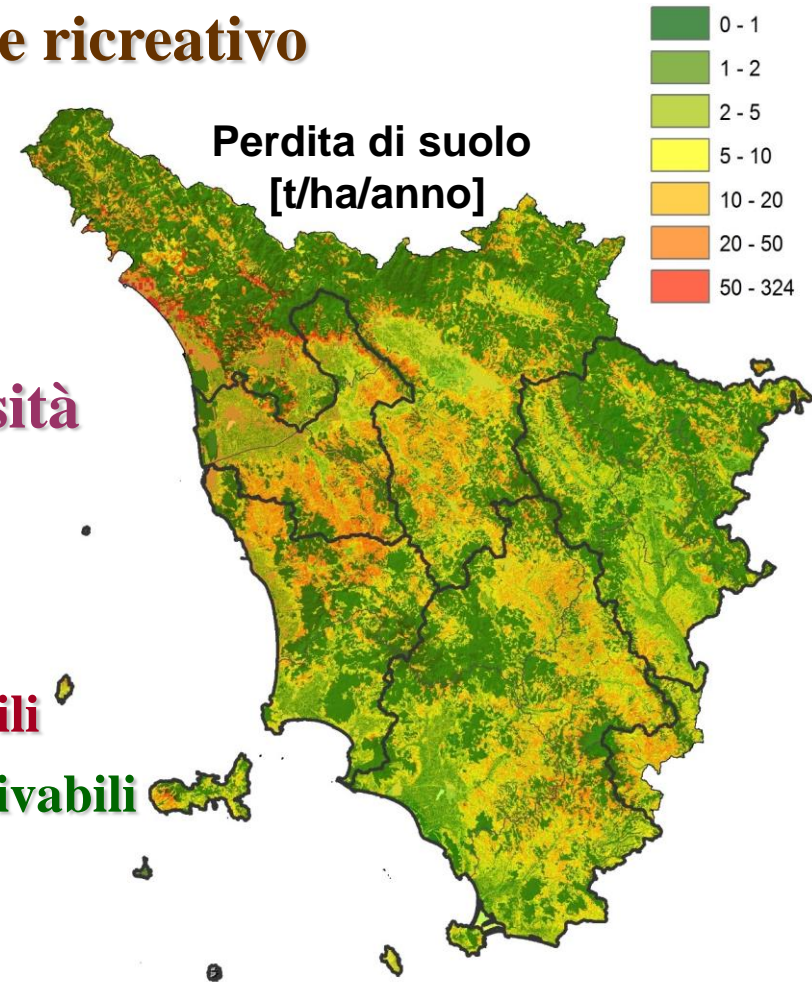 e ricreativo
Perdita di suolo
[t/ha/anno]
0 - 1
1 - 2
2 - 5
5 - 10
10 - 20
20 - 50
50 - 324
sità
ili
ivabili